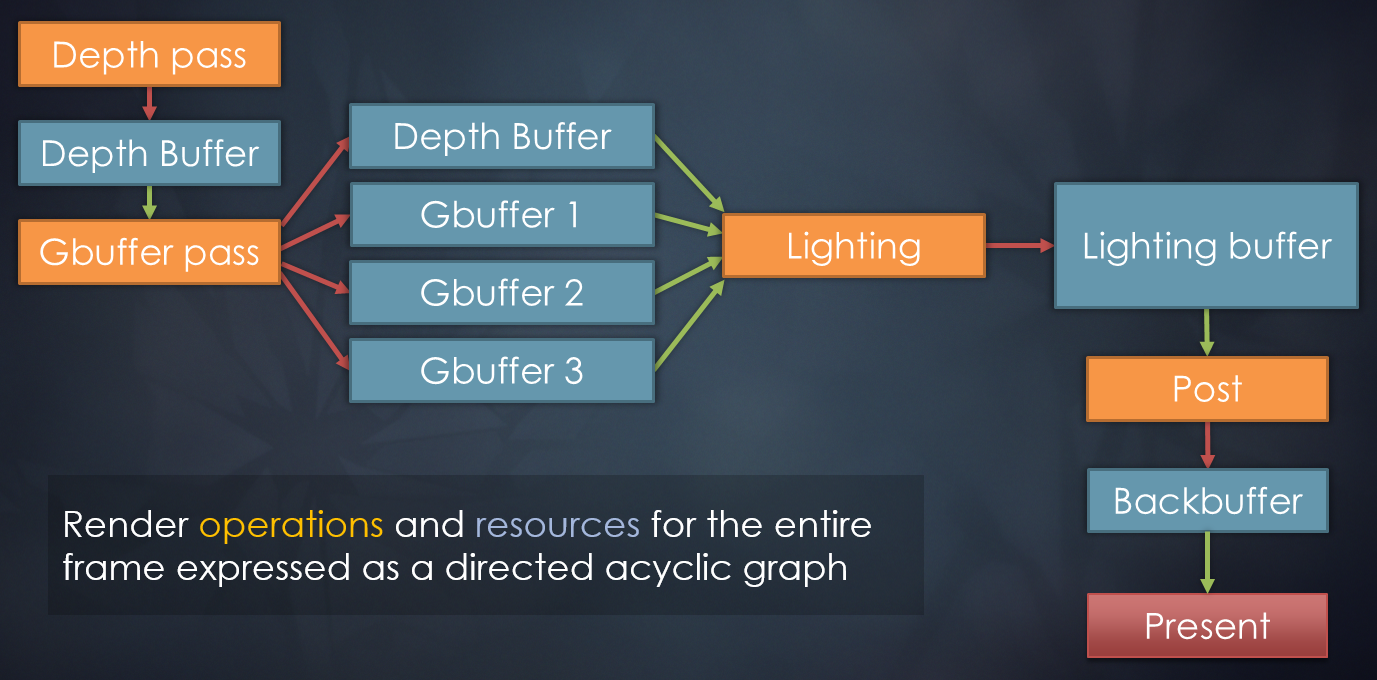 Depth pass
Depth Buffer
Gbuffer pass
Depth Buffer
Gbuffer 1
Gbuffer 2
Gbuffer 3
Lighting
Lighting buffer
Post
Backbuffer
Present
Render operations and resources for the entire
frame expressed as a directed acyclic graph